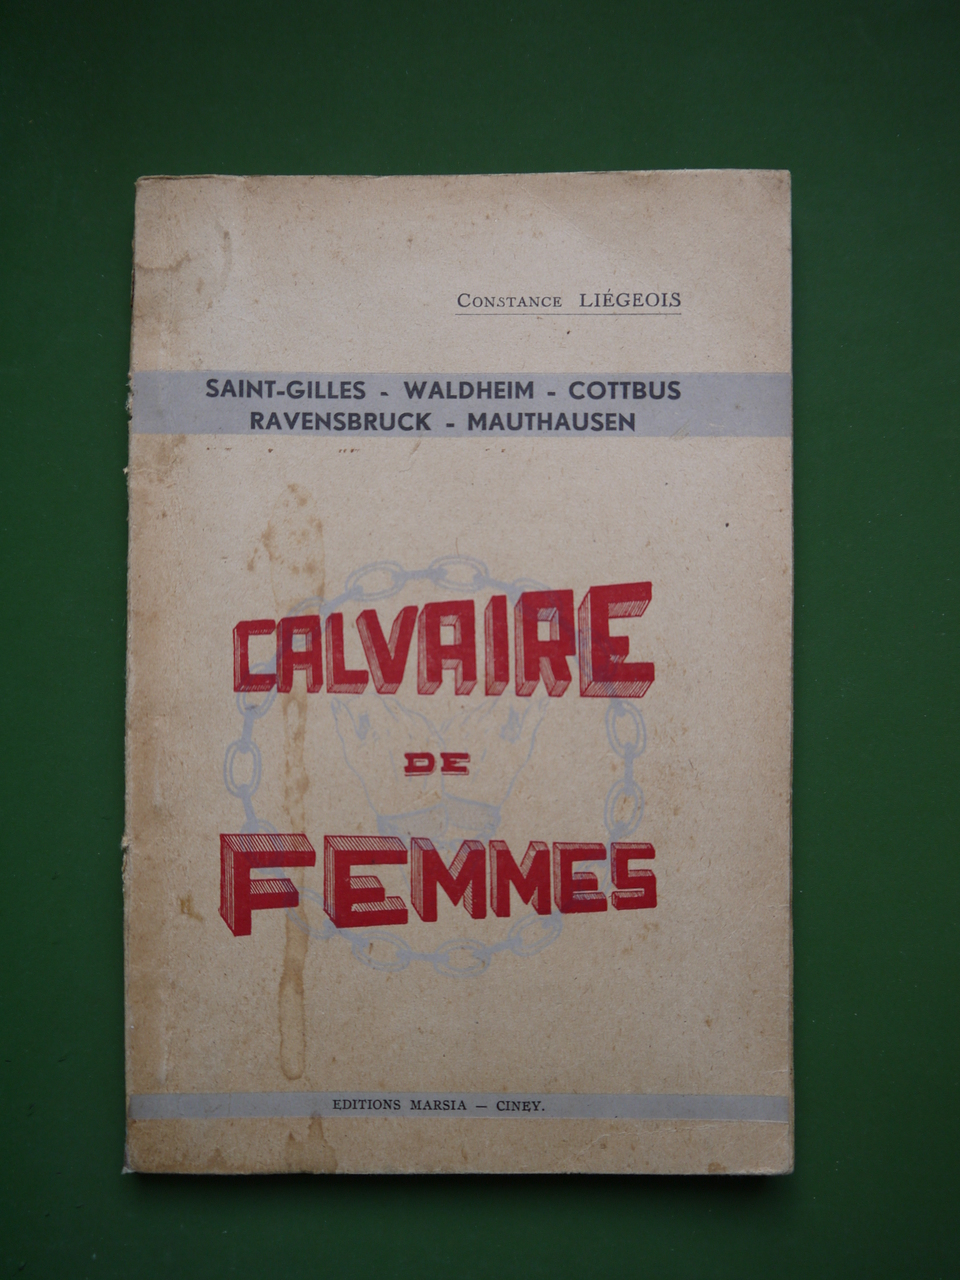 CONSTANCE LIÉGEOIS
SAINT-GILLES - WALDHEIM - COTTBUS
RAVENSBRUCK - MAUTHAUSEN
CALVAIRE
DE
FEMMES
EDITIONS MARSIA — CINEY.